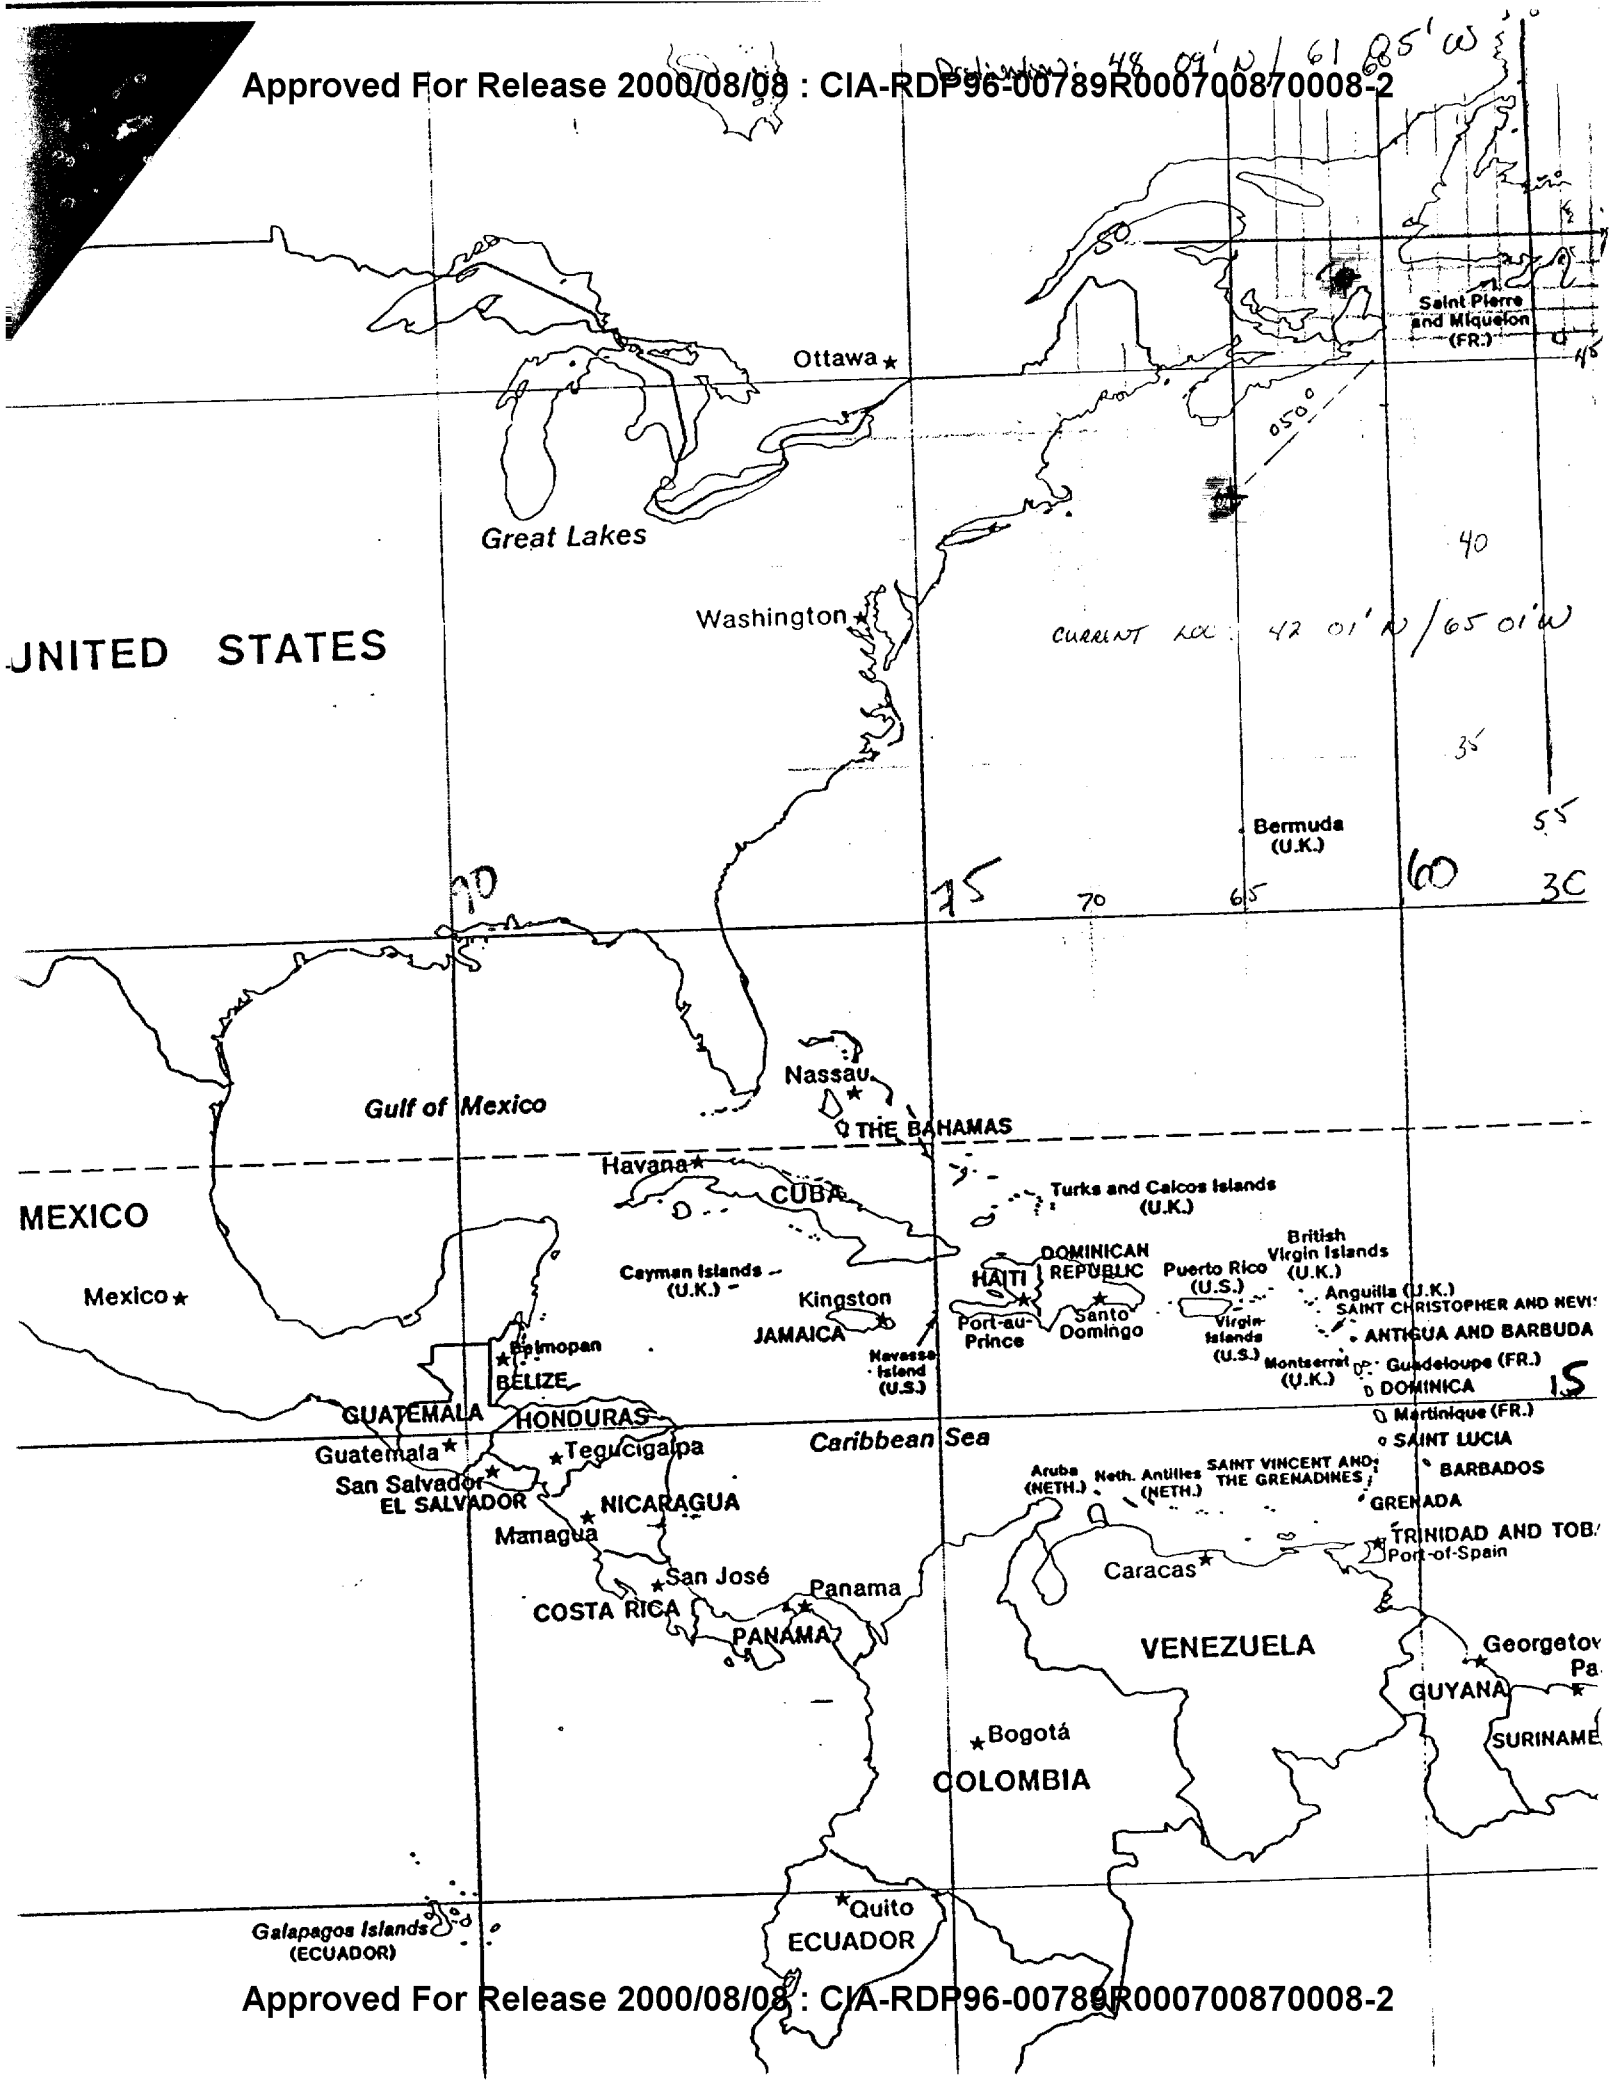 Destination: 48 09' N / 61 05' W
Approved For Release 2000/08/08 : CIA-RDP96-00789R000700870008-2
50
Saint Pierre
and Miquelon
(FR.)
Ottawa
45
050°
Great Lakes
40
Washington
CURRENT LOC: 42 01' N / 65 01' W
UNITED STATES
35
Bermuda
(U.K.)
55
90
75
70
65
60
30
Nassau
Gulf of Mexico
THE BAHAMAS
Havana
CUBA
Turks and Caicos Islands
(U.K.)
MEXICO
British
Virgin Islands
(U.K.)
DOMINICAN
REPUBLIC
HAITI
Puerto Rico
(U.S.)
Cayman Islands
(U.K.)
Mexico
Kingston
JAMAICA
Anguilla (U.K.)
SAINT CHRISTOPHER AND NEVIS
Port-au-
Prince
Santo
Domingo
Virgin
Islands
(U.S.)
ANTIGUA AND BARBUDA
Belmopan
BELIZE
Navassa
Island
(U.S.)
Montserrat
(U.K.)
Guadeloupe (FR.)
DOMINICA
15
GUATEMALA
HONDURAS
Martinique (FR.)
Guatemala
Tegucigalpa
Caribbean Sea
SAINT LUCIA
San Salvador
EL SALVADOR
Aruba
(NETH.)
Neth. Antilles
(NETH.)
SAINT VINCENT AND
THE GRENADINES
BARBADOS
NICARAGUA
GRENADA
Managua
TRINIDAD AND TOB
Port-of-Spain
Caracas
San José
Panama
COSTA RICA
PANAMA
VENEZUELA
Georgetow
Pa
GUYANA
Bogotá
SURINAME
COLOMBIA
Quito
Galapagos Islands
(ECUADOR)
ECUADOR
Approved For Release 2000/08/08 : CIA-RDP96-00789R000700870008-2